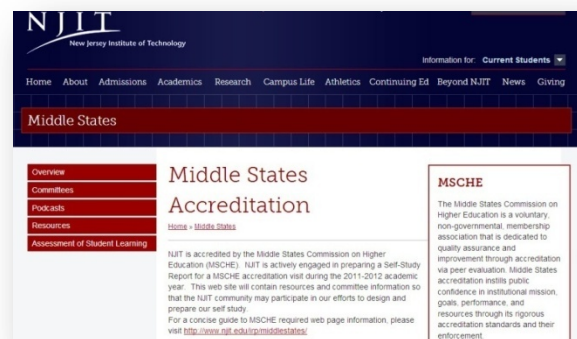 NJIT
New Jersey Institute of Technology
Information for: Current Students
Home About Admissions Academics Research Campus Life Athletics Continuing Ed Beyond NJIT News Giving
Middle States
Overview
Committees
Podcasts
Resources
Assessment of Student Learning
Middle States
Accreditation
Home » Middle States
NJIT is accredited by the Middle States Commission on Higher
Education (MSCHE). NJIT is actively engaged in preparing a Self-Study
Report for a MSCHE accreditation visit during the 2011-2012 academic
year. This web site will contain resources and committee information so
that the NJIT community may participate in our efforts to design and
prepare our self study.
For a concise guide to MSCHE required web page information, please
visit http://www.njit.edu/irp/middlestates/
MSCHE
The Middle States Commission on
Higher Education is a voluntary,
non-governmental, membership
association that is dedicated to
quality assurance and
improvement through accreditation
via peer evaluation. Middle States
accreditation instills public
confidence in institutional mission,
goals, performance, and
resources through its rigorous
accreditation standards and their
enforcement.